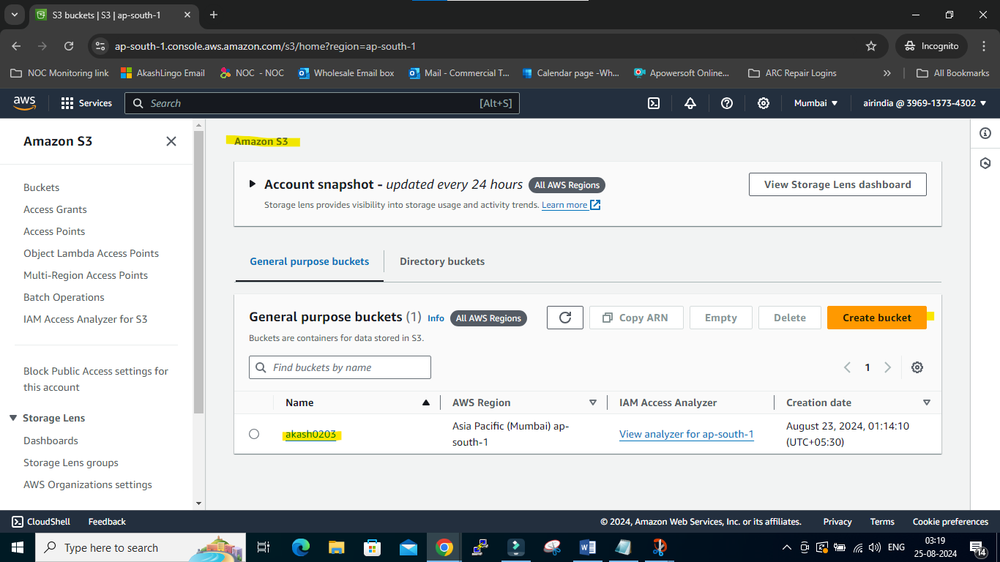 S3 buckets | S3 | ap-south-1
ap-south-1.console.aws.amazon.com/s3/home?region=ap-south-1
Incognito
NOC Monitoring link
AkashLingo Email
NOC - NOC
Wholesale Email box
Mail - Commercial T...
Calendar page -Wh...
Apowersoft Online...
ARC Repair Logins
All Bookmarks
aws
Services
Search
[Alt+S]
Mumbai
airindia @ 3969-1373-4302
Amazon S3
Buckets
Access Grants
Access Points
Object Lambda Access Points
Multi-Region Access Points
Batch Operations
IAM Access Analyzer for S3
Block Public Access settings for
this account
Storage Lens
Dashboards
Storage Lens groups
AWS Organizations settings
Amazon S3
Account snapshot - updated every 24 hours
All AWS Regions
View Storage Lens dashboard
Storage lens provides visibility into storage usage and activity trends. Learn more
General purpose buckets
Directory buckets
General purpose buckets (1) Info
All AWS Regions
Copy ARN
Empty
Delete
Create bucket
Buckets are containers for data stored in S3.
Find buckets by name
1
Name
AWS Region
IAM Access Analyzer
Creation date
akash0203
Asia Pacific (Mumbai) ap-
south-1
View analyzer for ap-south-1
August 23, 2024, 01:14:10
(UTC+05:30)
CloudShell
Feedback
© 2024, Amazon Web Services, Inc. or its affiliates.
Privacy
Terms
Cookie preferences
Type here to search
ENG
03:19
25-08-2024
14